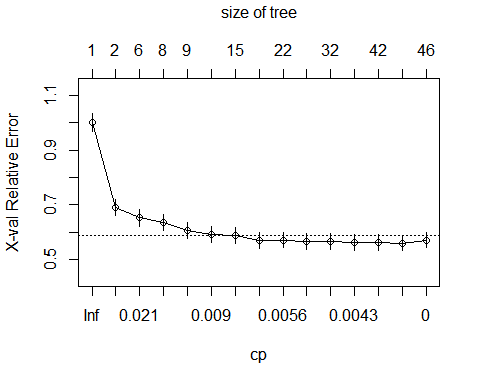 size of tree
1 2 6 8 9 15 22 32 42 46
X-val Relative Error
1.1
0.9
0.7
0.5
Inf 0.021 0.009 0.0056 0.0043 0
cp